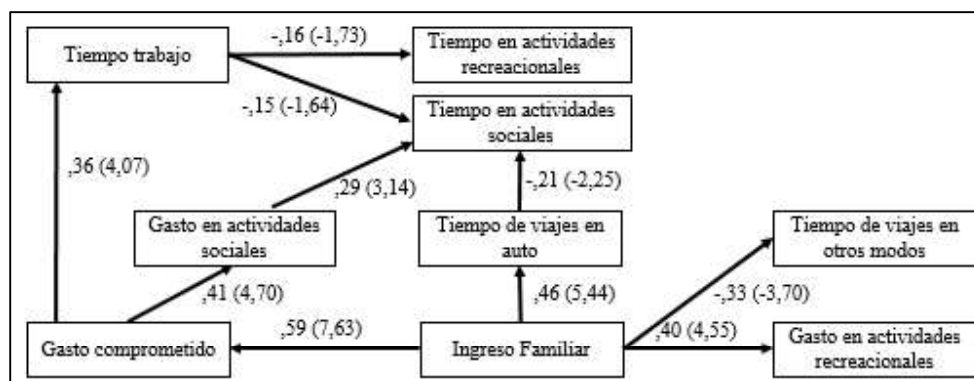 -,16 (-1,73)
Tiempo trabajo
Tiempo en actividades
recreacionales
-,15 (-1,64)
Tiempo en actividades
sociales
,36 (4,07)
,29 (3,14)
-,21 (-2,25)
Gasto en actividades
sociales
Tiempo de viajes en
auto
Tiempo de viajes en
otros modos
,41 (4,70)
,46 (5,44)
-,33 (-3,70)
,59 (7,63)
,40 (4,55)
Gasto comprometido
Ingreso Familiar
Gasto en actividades
recreacionales